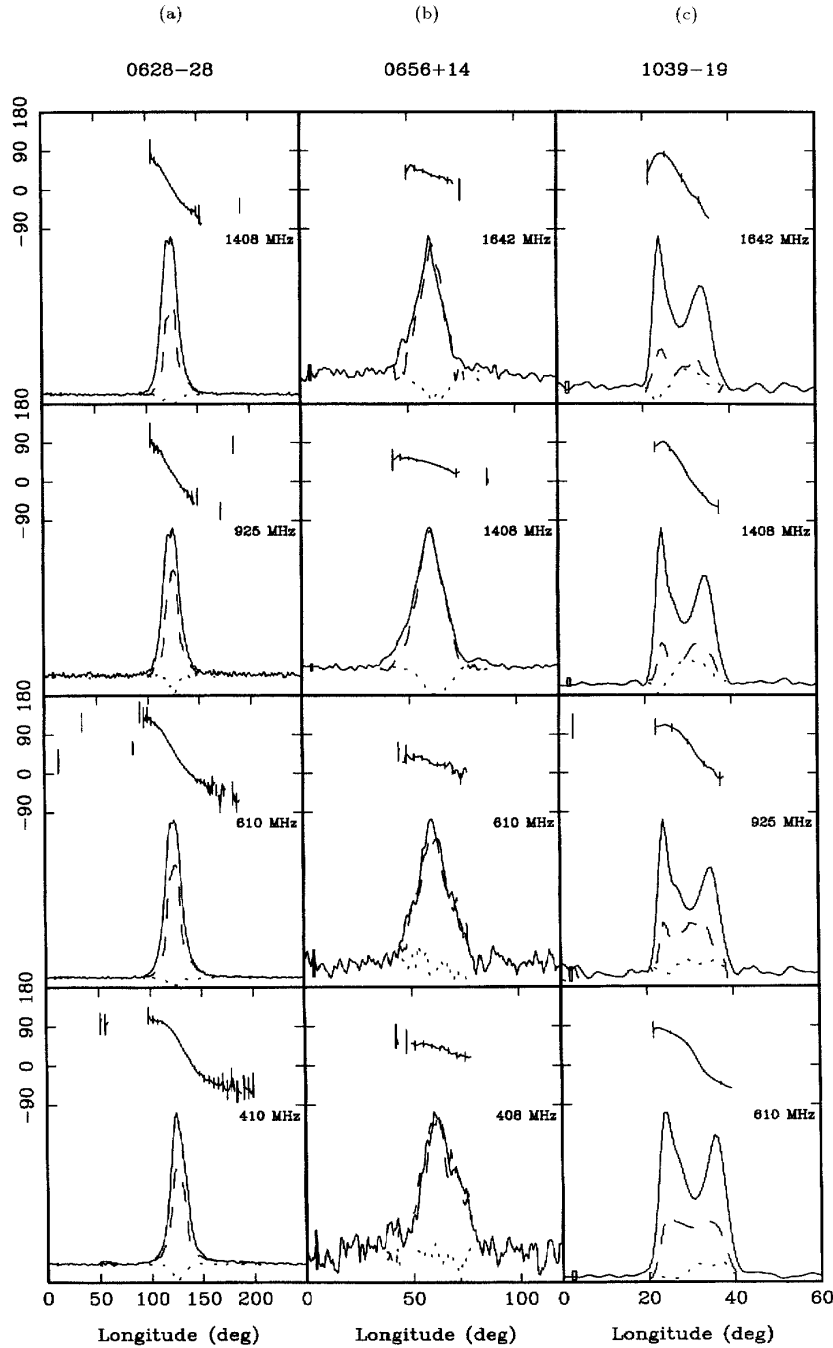 (a) (b) (c)
0628−28 0656+14 1039−19
−90 0 90 180
1408 MHz 1642 MHz 1642 MHz
−90 0 90 180
925 MHz 1408 MHz 1408 MHz
−90 0 90 180
610 MHz 610 MHz 925 MHz
−90 0 90 180
410 MHz 408 MHz 610 MHz
0 50 100 150 200 0 50 100 0 20 40 60
Longitude (deg) Longitude (deg) Longitude (deg)